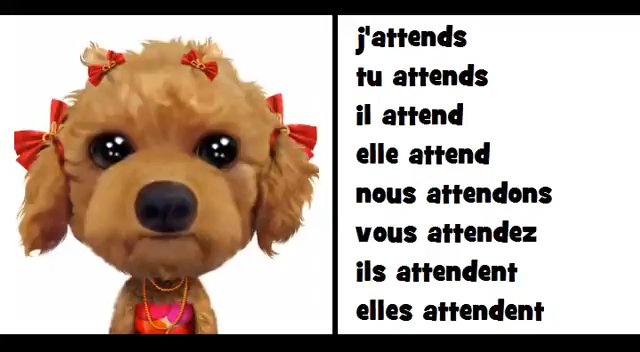 j'attends
tu attends
il attend
elle attend
nous attendons
vous attendez
ils attendent
elles attendent